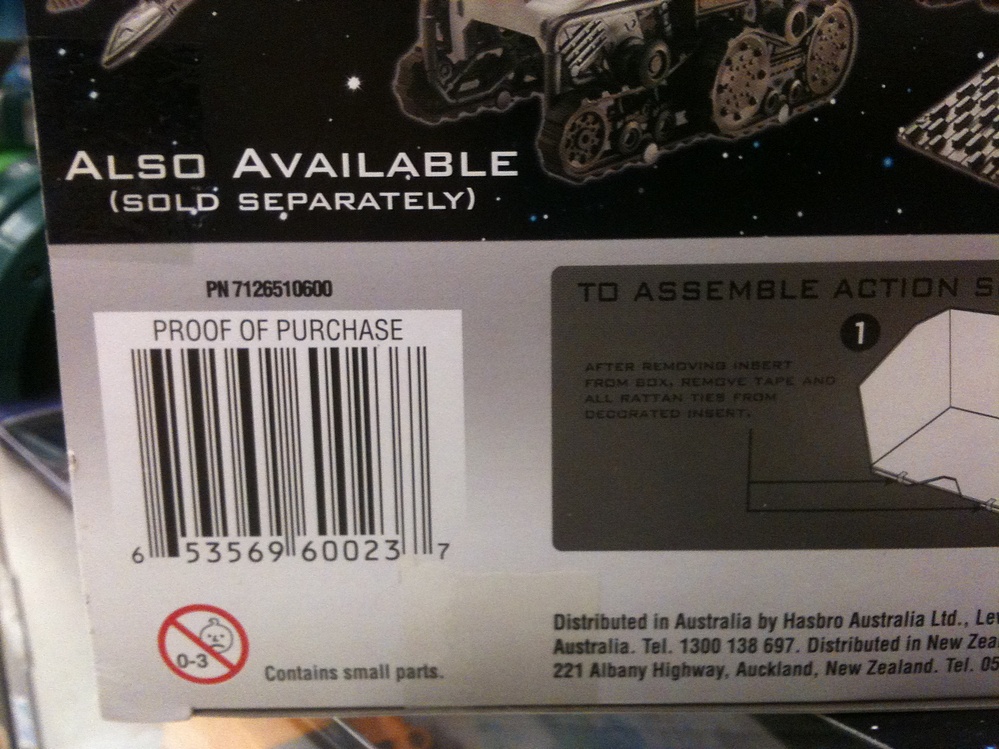 ALSO AVAILABLE
(SOLD SEPARATELY)
PN 7126510600
PROOF OF PURCHASE
6 53569 60023 7
0-3
Contains small parts.
TO ASSEMBLE ACTION S
1
AFTER REMOVING INSERT
FROM BOX, REMOVE TAPE AND
ALL RATTAN TIES FROM
DECORATED INSERT.
Distributed in Australia by Hasbro Australia Ltd., Lev
Australia. Tel. 1300 138 697. Distributed in New Zea
221 Albany Highway, Auckland, New Zealand. Tel. 05